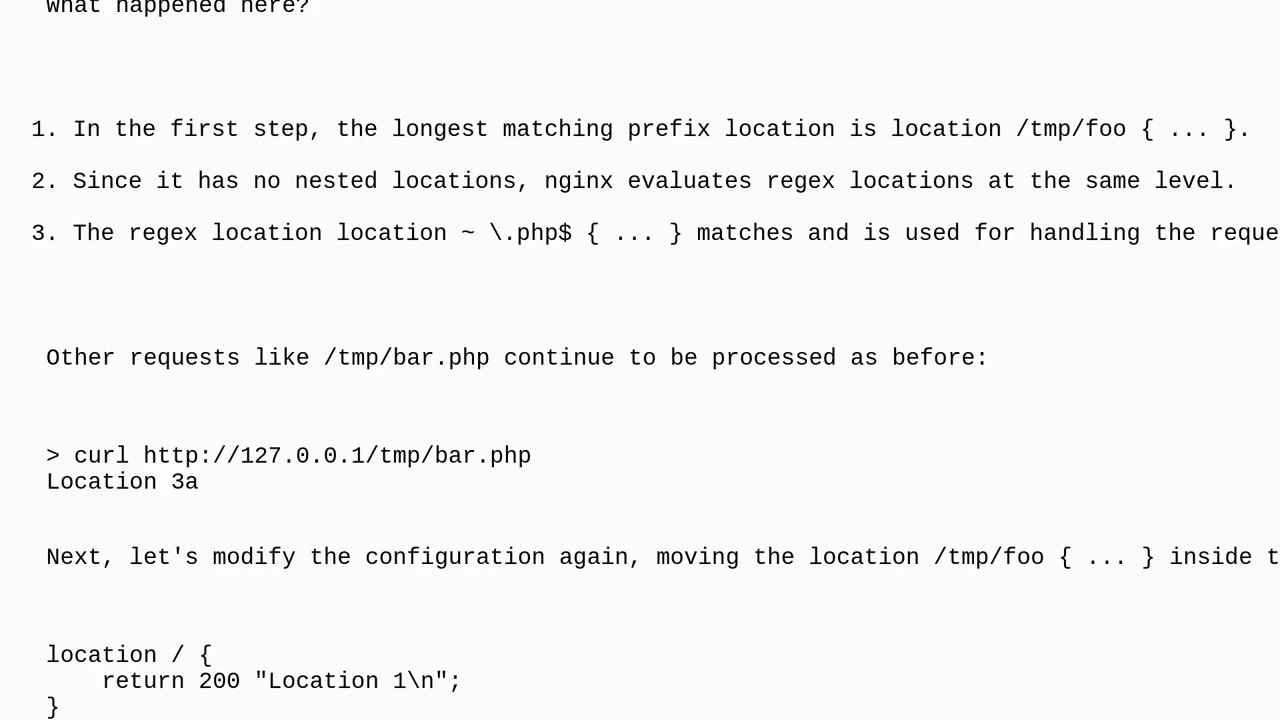 what happened here?
1. In the first step, the longest matching prefix location is location /tmp/foo { ... }.
2. Since it has no nested locations, nginx evaluates regex locations at the same level.
3. The regex location location ~ \.php$ { ... } matches and is used for handling the reque
Other requests like /tmp/bar.php continue to be processed as before:
> curl http://127.0.0.1/tmp/bar.php
Location 3a
Next, let's modify the configuration again, moving the location /tmp/foo { ... } inside t
location / {
    return 200 "Location 1\n";
}